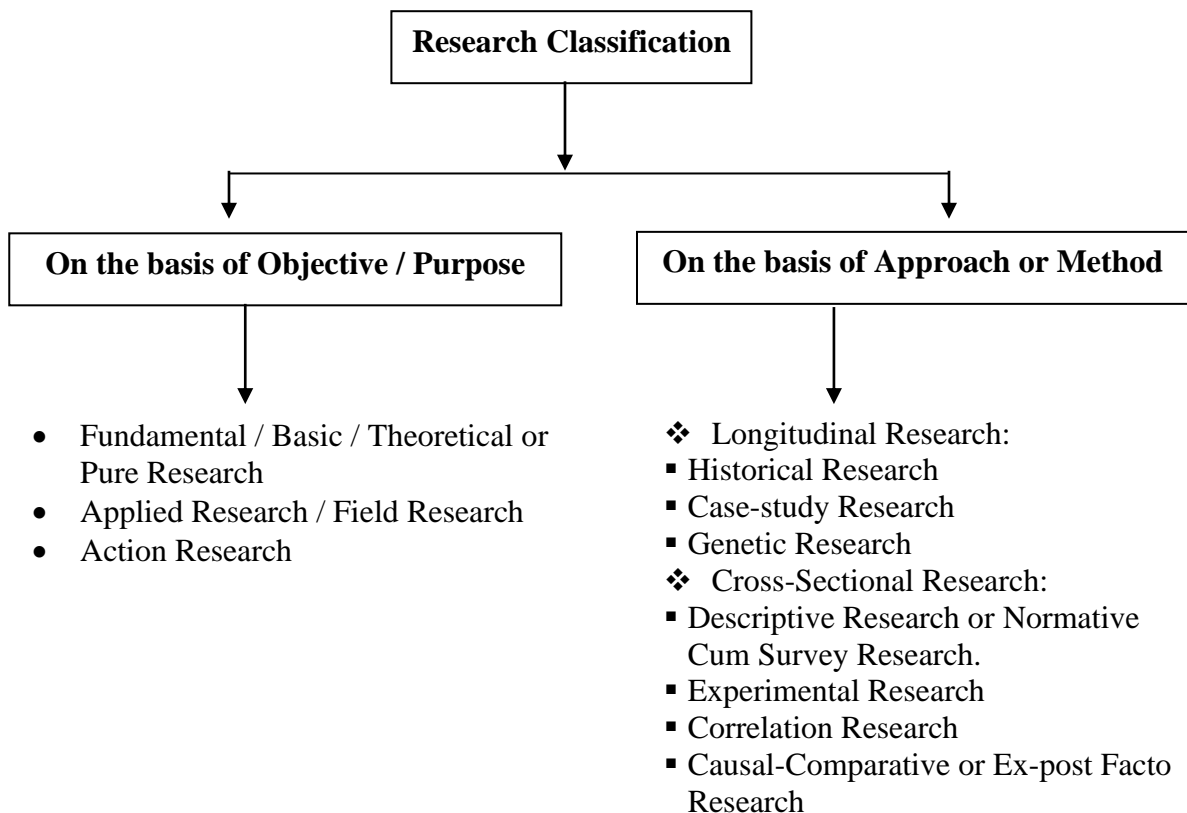 Research Classification
On the basis of Objective / Purpose
• Fundamental / Basic / Theoretical or
Pure Research
• Applied Research / Field Research
• Action Research
On the basis of Approach or Method
❖ Longitudinal Research:
▪ Historical Research
▪ Case-study Research
▪ Genetic Research
❖ Cross-Sectional Research:
▪ Descriptive Research or Normative
Cum Survey Research.
▪ Experimental Research
▪ Correlation Research
▪ Causal-Comparative or Ex-post Facto
Research